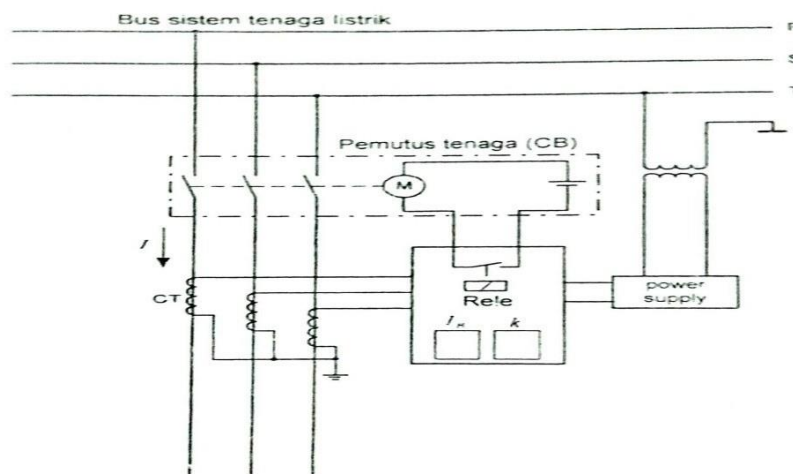 Bus sistem tenaga listrik
Pemutus tenaga (CB)
M
I
CT
Rele
k
power
supply